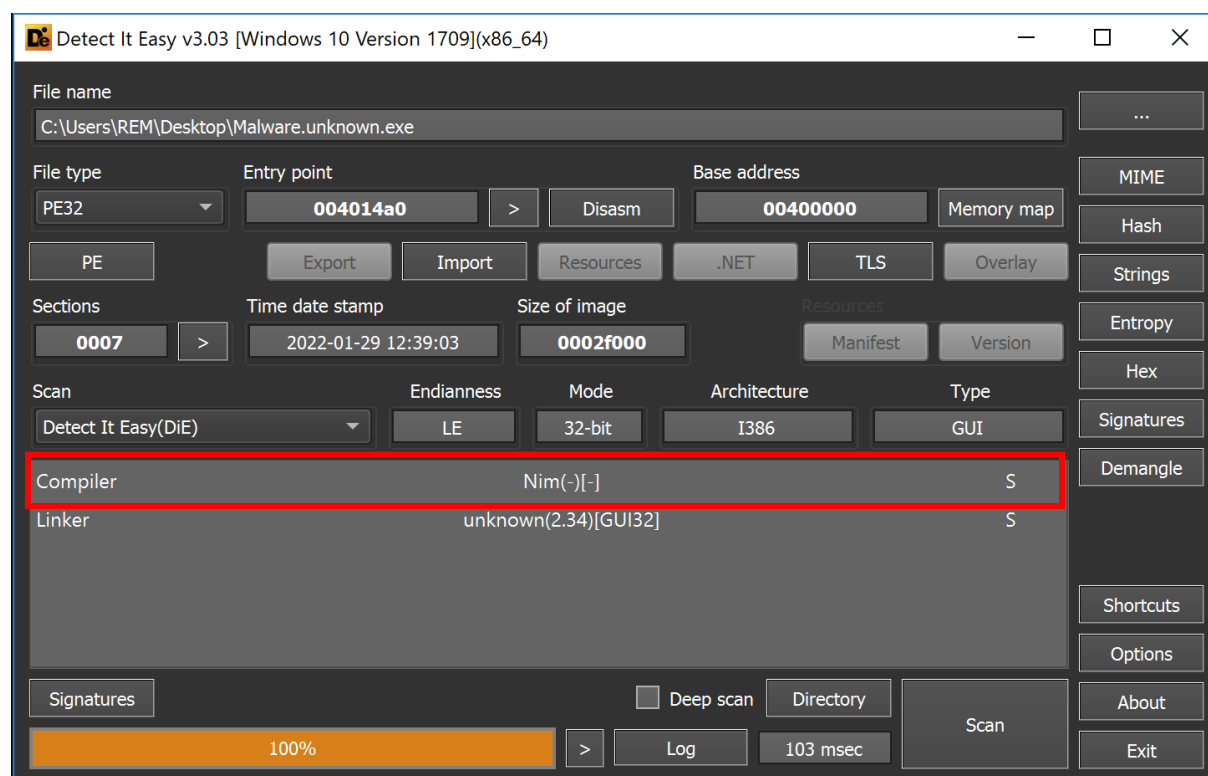 De Detect It Easy v3.03 [Windows 10 Version 1709](x86_64)
File name
C:\Users\REM\Desktop\Malware.unknown.exe
...
File type Entry point Base address
PE32 004014a0 > Disasm 00400000 Memory map
MIME
Hash
PE Export Import Resources .NET TLS Overlay
Strings
Sections Time date stamp Size of image Resources
0007 > 2022-01-29 12:39:03 0002f000 Manifest Version
Entropy
Hex
Scan Endianness Mode Architecture Type
Detect It Easy(DiE) LE 32-bit I386 GUI
Signatures
Compiler Nim(-)[-] S
Demangle
Linker unknown(2.34)[GUI32] S
Shortcuts
Options
Signatures Deep scan Directory Scan
About
100% > Log 103 msec
Exit